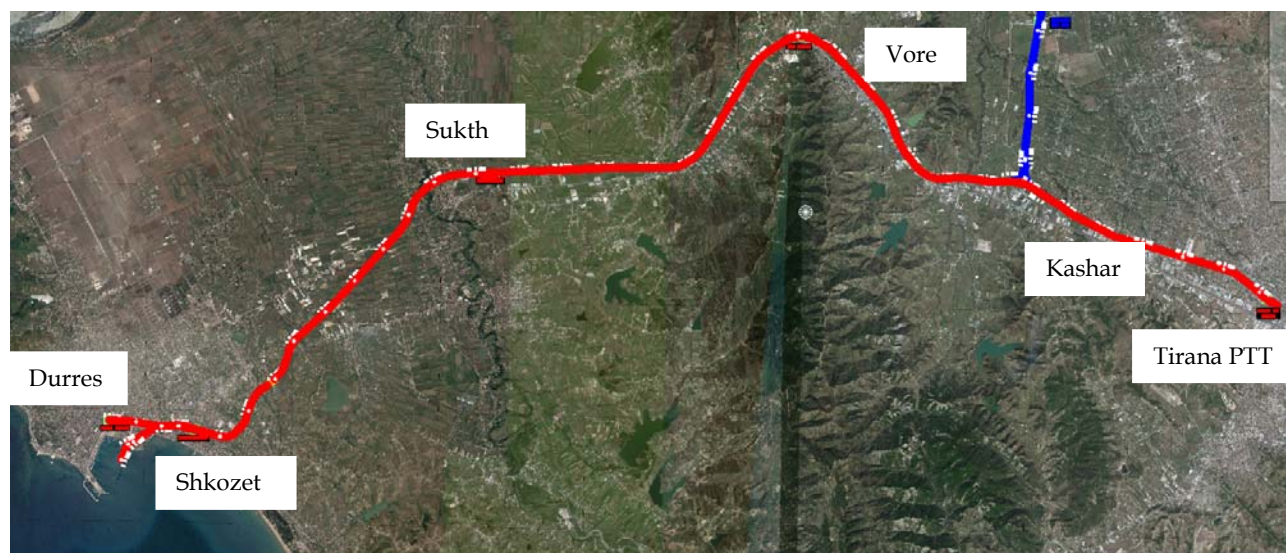 Vore
Sukth
Kashar
Tirana PTT
Durres
Shkozet